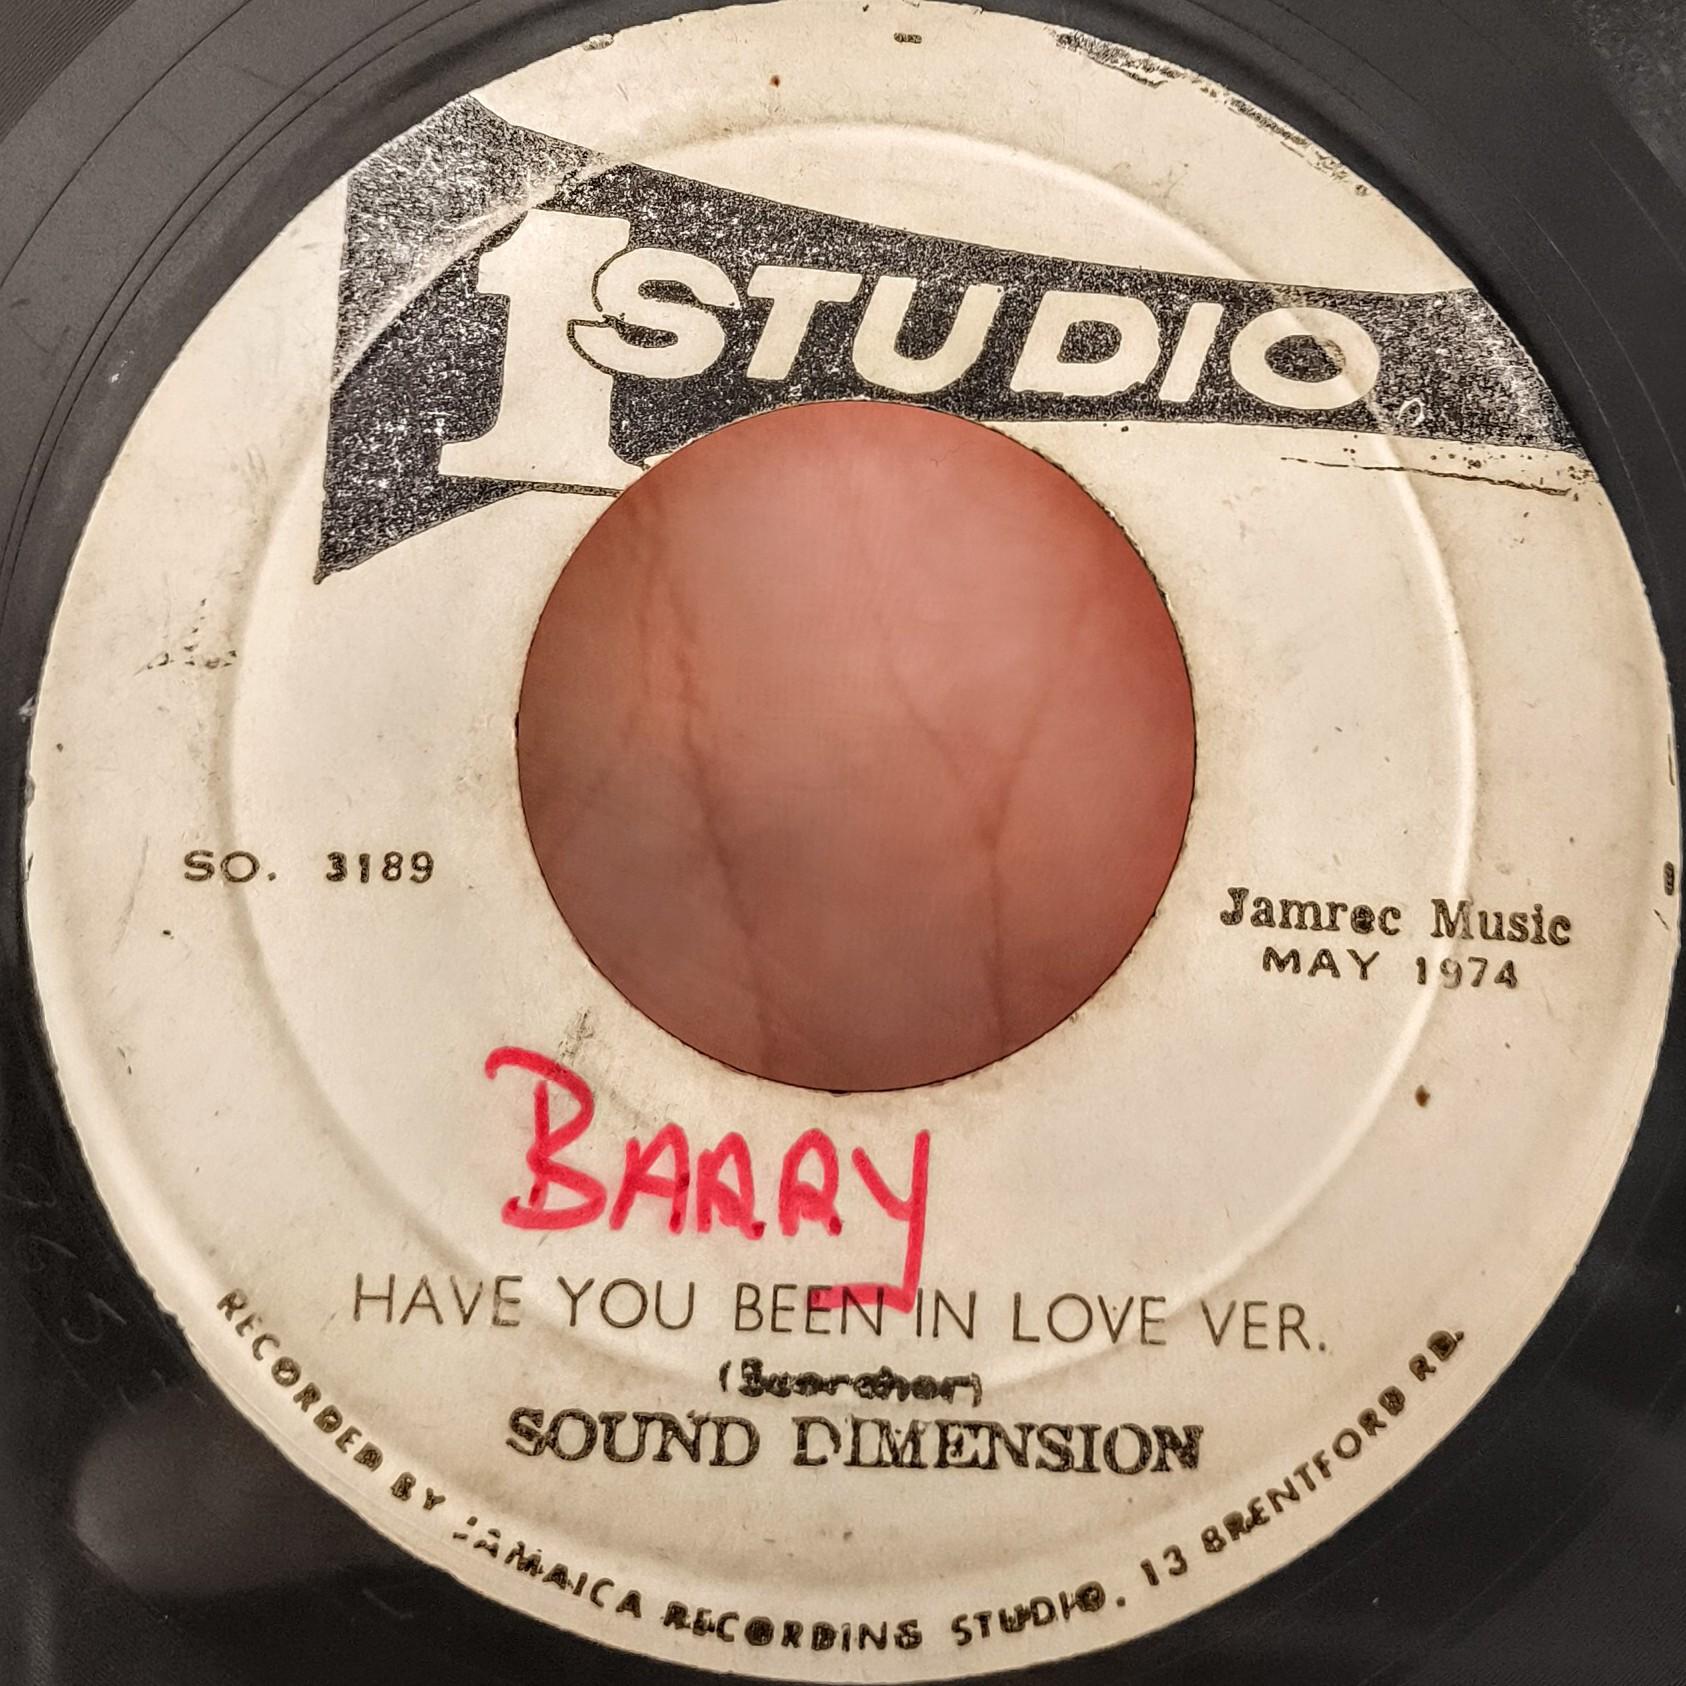 1 STUDIO
SO. 3189
Jamrec Music
MAY 1974
BARRY
HAVE YOU BEEN IN LOVE VER.
(Scorcher)
SOUND DIMENSION
RECORDED BY JAMAICA RECORDING STUDIO. 13 BRENTFORD RD.